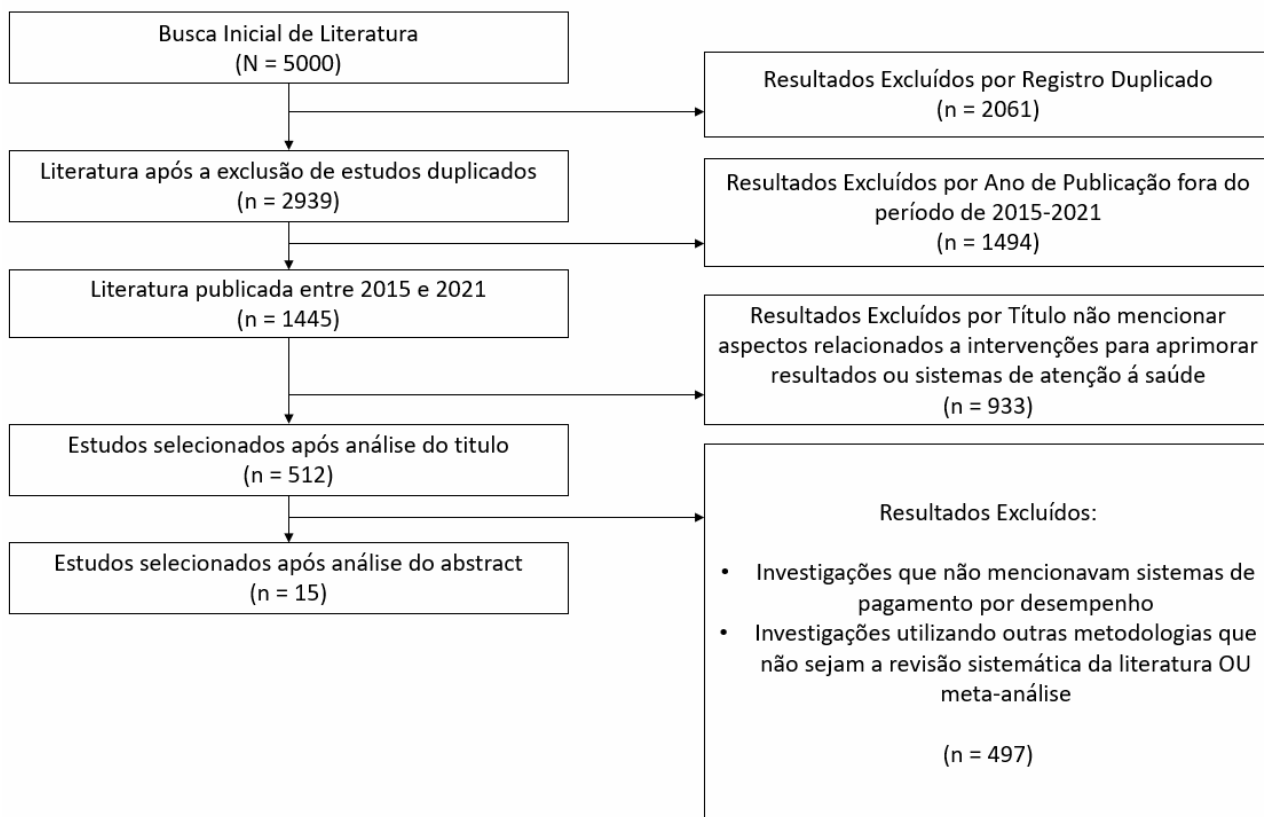 Busca Inicial de Literatura
(N = 5000)
Resultados Excluídos por Registro Duplicado
(n = 2061)
Literatura após a exclusão de estudos duplicados
(n = 2939)
Resultados Excluídos por Ano de Publicação fora do
período de 2015-2021
(n = 1494)
Literatura publicada entre 2015 e 2021
(n = 1445)
Resultados Excluídos por Título não mencionar
aspectos relacionados a intervenções para aprimorar
resultados ou sistemas de atenção á saúde
(n = 933)
Estudos selecionados após análise do titulo
(n = 512)
Resultados Excluídos:
• Investigações que não mencionavam sistemas de
pagamento por desempenho
• Investigações utilizando outras metodologias que
não sejam a revisão sistemática da literatura OU
meta-análise
(n = 497)
Estudos selecionados após análise do abstract
(n = 15)